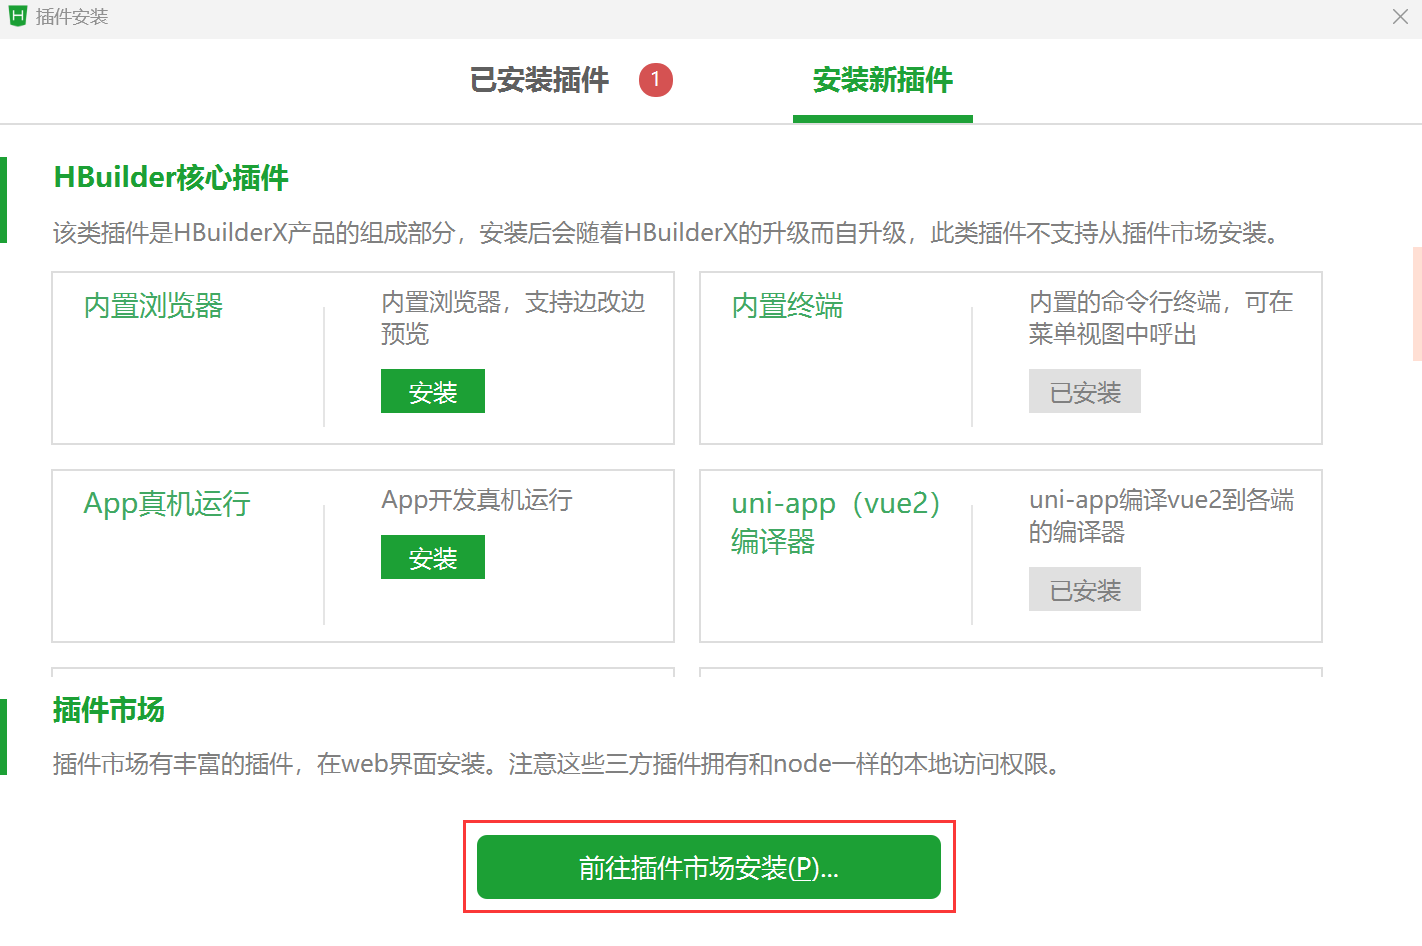 插件安装
已安装插件 1 安装新插件
HBuilder核心插件
该类插件是HBuilderX产品的组成部分，安装后会随着HBuilderX的升级而自升级，此类插件不支持从插件市场安装。
内置浏览器
内置浏览器，支持边改边
预览
安装
内置终端
内置的命令行终端，可在
菜单视图中呼出
已安装
App真机运行
App开发真机运行
安装
uni-app（vue2）
编译器
uni-app编译vue2到各端
的编译器
已安装
插件市场
插件市场有丰富的插件，在web界面安装。注意这些三方插件拥有和node一样的本地访问权限。
前往插件市场安装(P)...